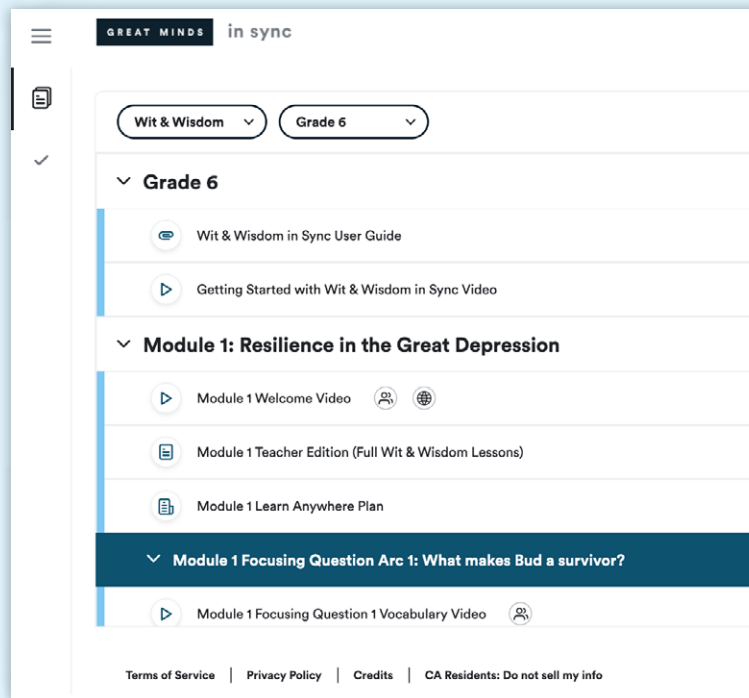 GREAT MINDS in sync
Wit & Wisdom Grade 6
Grade 6
Wit & Wisdom in Sync User Guide
Getting Started with Wit & Wisdom in Sync Video
Module 1: Resilience in the Great Depression
Module 1 Welcome Video
Module 1 Teacher Edition (Full Wit & Wisdom Lessons)
Module 1 Learn Anywhere Plan
Module 1 Focusing Question Arc 1: What makes Bud a survivor?
Module 1 Focusing Question 1 Vocabulary Video
Terms of Service | Privacy Policy | Credits | CA Residents: Do not sell my info